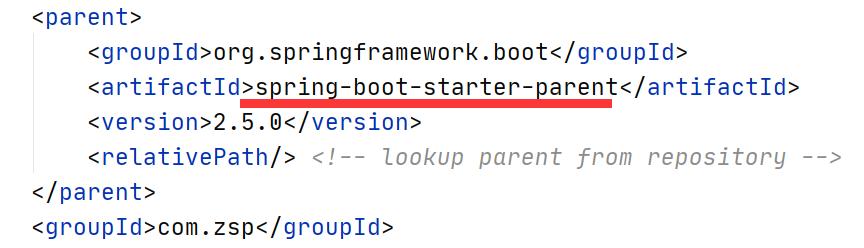 <parent>
<groupId>org.springframework.boot</groupId>
<artifactId>spring-boot-starter-parent</artifactId>
<version>2.5.0</version>
<relativePath/> <!-- lookup parent from repository -->
</parent>
<groupId>com.zsp</groupId>